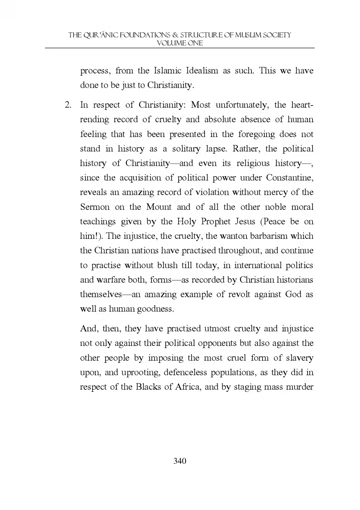 THE QUR'ĀNIC FOUNDATIONS & STRUCTURE OF MUSLIM SOCIETY
VOLUME ONE
process, from the Islamic Idealism as such. This we have
done to be just to Christianity.
2. In respect of Christianity: Most unfortunately, the heart-
rending record of cruelty and absolute absence of human
feeling that has been presented in the foregoing does not
stand in history as a solitary lapse. Rather, the political
history of Christianity—and even its religious history—,
since the acquisition of political power under Constantine,
reveals an amazing record of violation without mercy of the
Sermon on the Mount and of all the other noble moral
teachings given by the Holy Prophet Jesus (Peace be on
him!). The injustice, the cruelty, the wanton barbarism which
the Christian nations have practised throughout, and continue
to practise without blush till today, in international politics
and warfare both, forms—as recorded by Christian historians
themselves—an amazing example of revolt against God as
well as human goodness.
And, then, they have practised utmost cruelty and injustice
not only against their political opponents but also against the
other people by imposing the most cruel form of slavery
upon, and uprooting, defenceless populations, as they did in
respect of the Blacks of Africa, and by staging mass murder
340